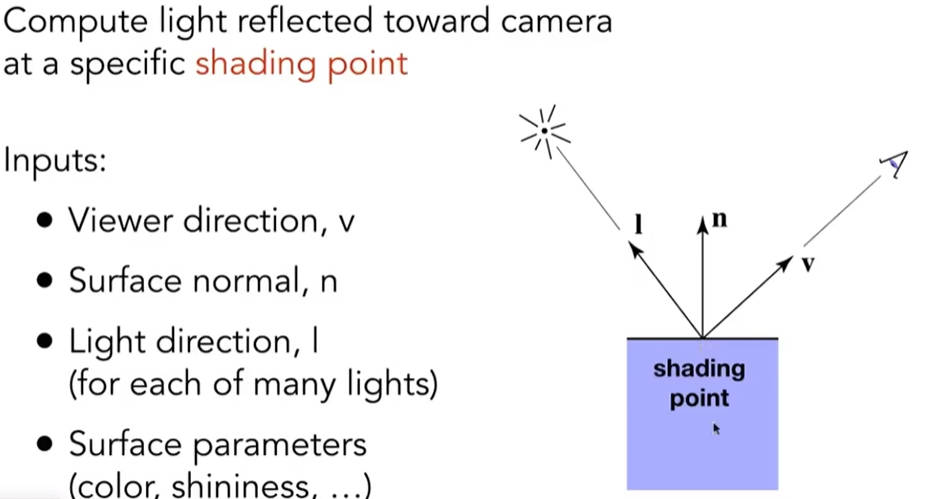 Compute light reflected toward camera
at a specific shading point
Inputs:
● Viewer direction, v
● Surface normal, n
● Light direction, l
(for each of many lights)
● Surface parameters
(color, shininess, …)
l
n
v
shading
point